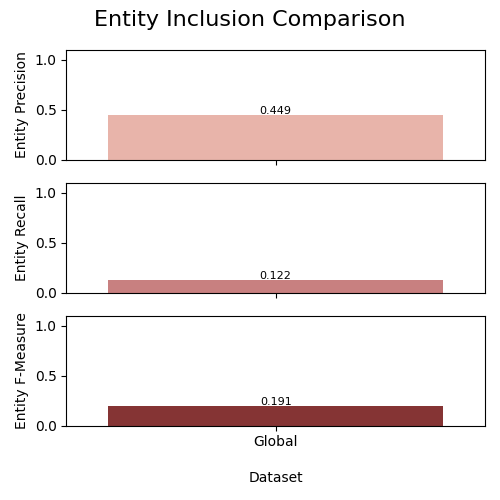 Entity Inclusion Comparison
Entity Precision
1.0
0.5
0.0
0.449
Entity Recall
1.0
0.5
0.0
0.122
Entity F-Measure
1.0
0.5
0.0
0.191
Global
Dataset